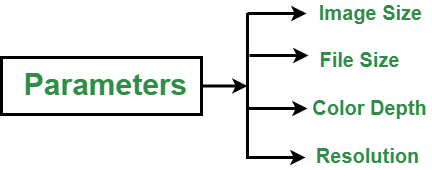 Image Size
File Size
Parameters
Color Depth
Resolution